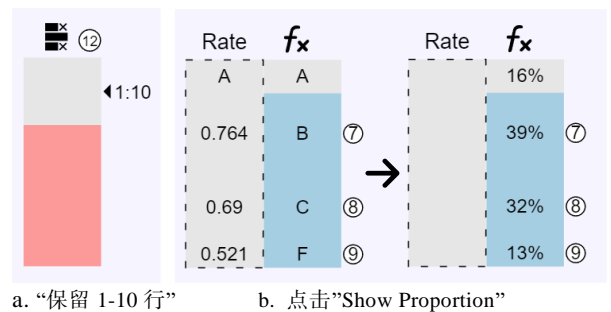 ⑫
1:10
Rate fx Rate fx
A A 16%
0.764 B ⑦ 39% ⑦
0.69 C ⑧ 32% ⑧
0.521 F ⑨ 13% ⑨
a. “保留 1-10 行” b. 点击”Show Proportion”